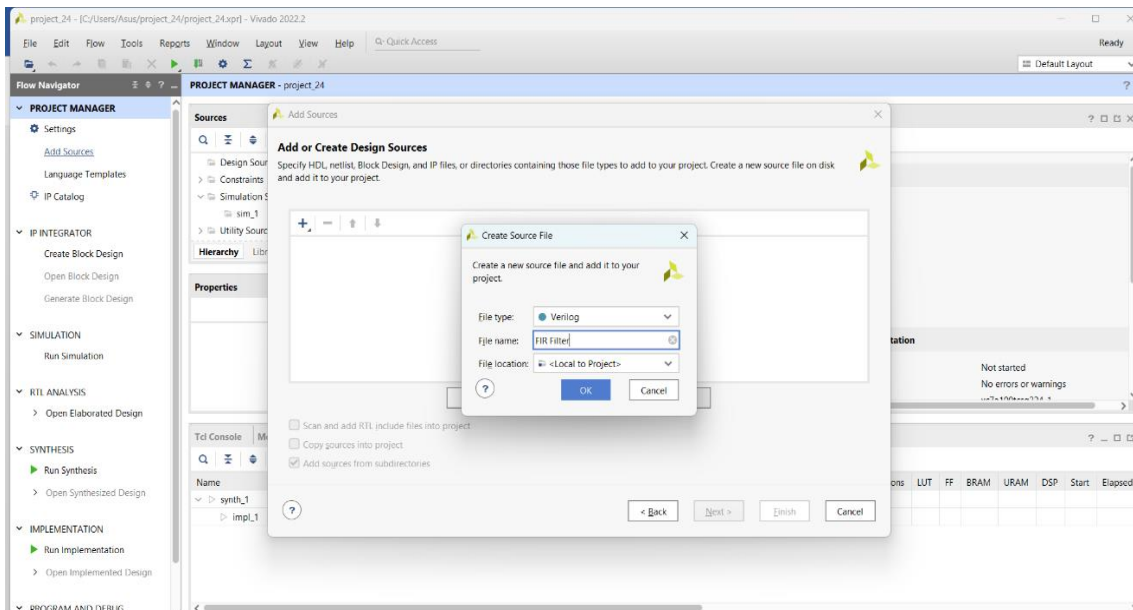 project_24 - [C:/Users/Asus/project_24/project_24.xpr] - Vivado 2022.2
File Edit Flow Tools Reports Window Layout View Help Q- Quick Access
Ready
Default Layout
Flow Navigator
PROJECT MANAGER - project_24
PROJECT MANAGER
Settings
Add Sources
Language Templates
IP Catalog
IP INTEGRATOR
Create Block Design
Open Block Design
Generate Block Design
SIMULATION
Run Simulation
RTL ANALYSIS
Open Elaborated Design
SYNTHESIS
Run Synthesis
Open Synthesized Design
IMPLEMENTATION
Run Implementation
Open Implemented Design
PROGRAM AND DEBUG
Sources
Design Sour
Constraints
Simulation S
sim_1
Utility Sourc
Hierarchy Libr
Properties
Add Sources
Add or Create Design Sources
Specify HDL, netlist, Block Design, and IP files, or directories containing those file types to add to your project. Create a new source file on disk
and add it to your project.
Create Source File
Create a new source file and add it to your
project.
File type: Verilog
File name: FIR Filter
File location: <Local to Project>
? OK Cancel
Scan and add RTL include files into project
Copy sources into project
Add sources from subdirectories
? < Back Next > Finish Cancel
tation
Not started
No errors or warnings
Tcl Console
Name
ons LUT FF BRAM URAM DSP Start Elapsed
synth_1
impl_1